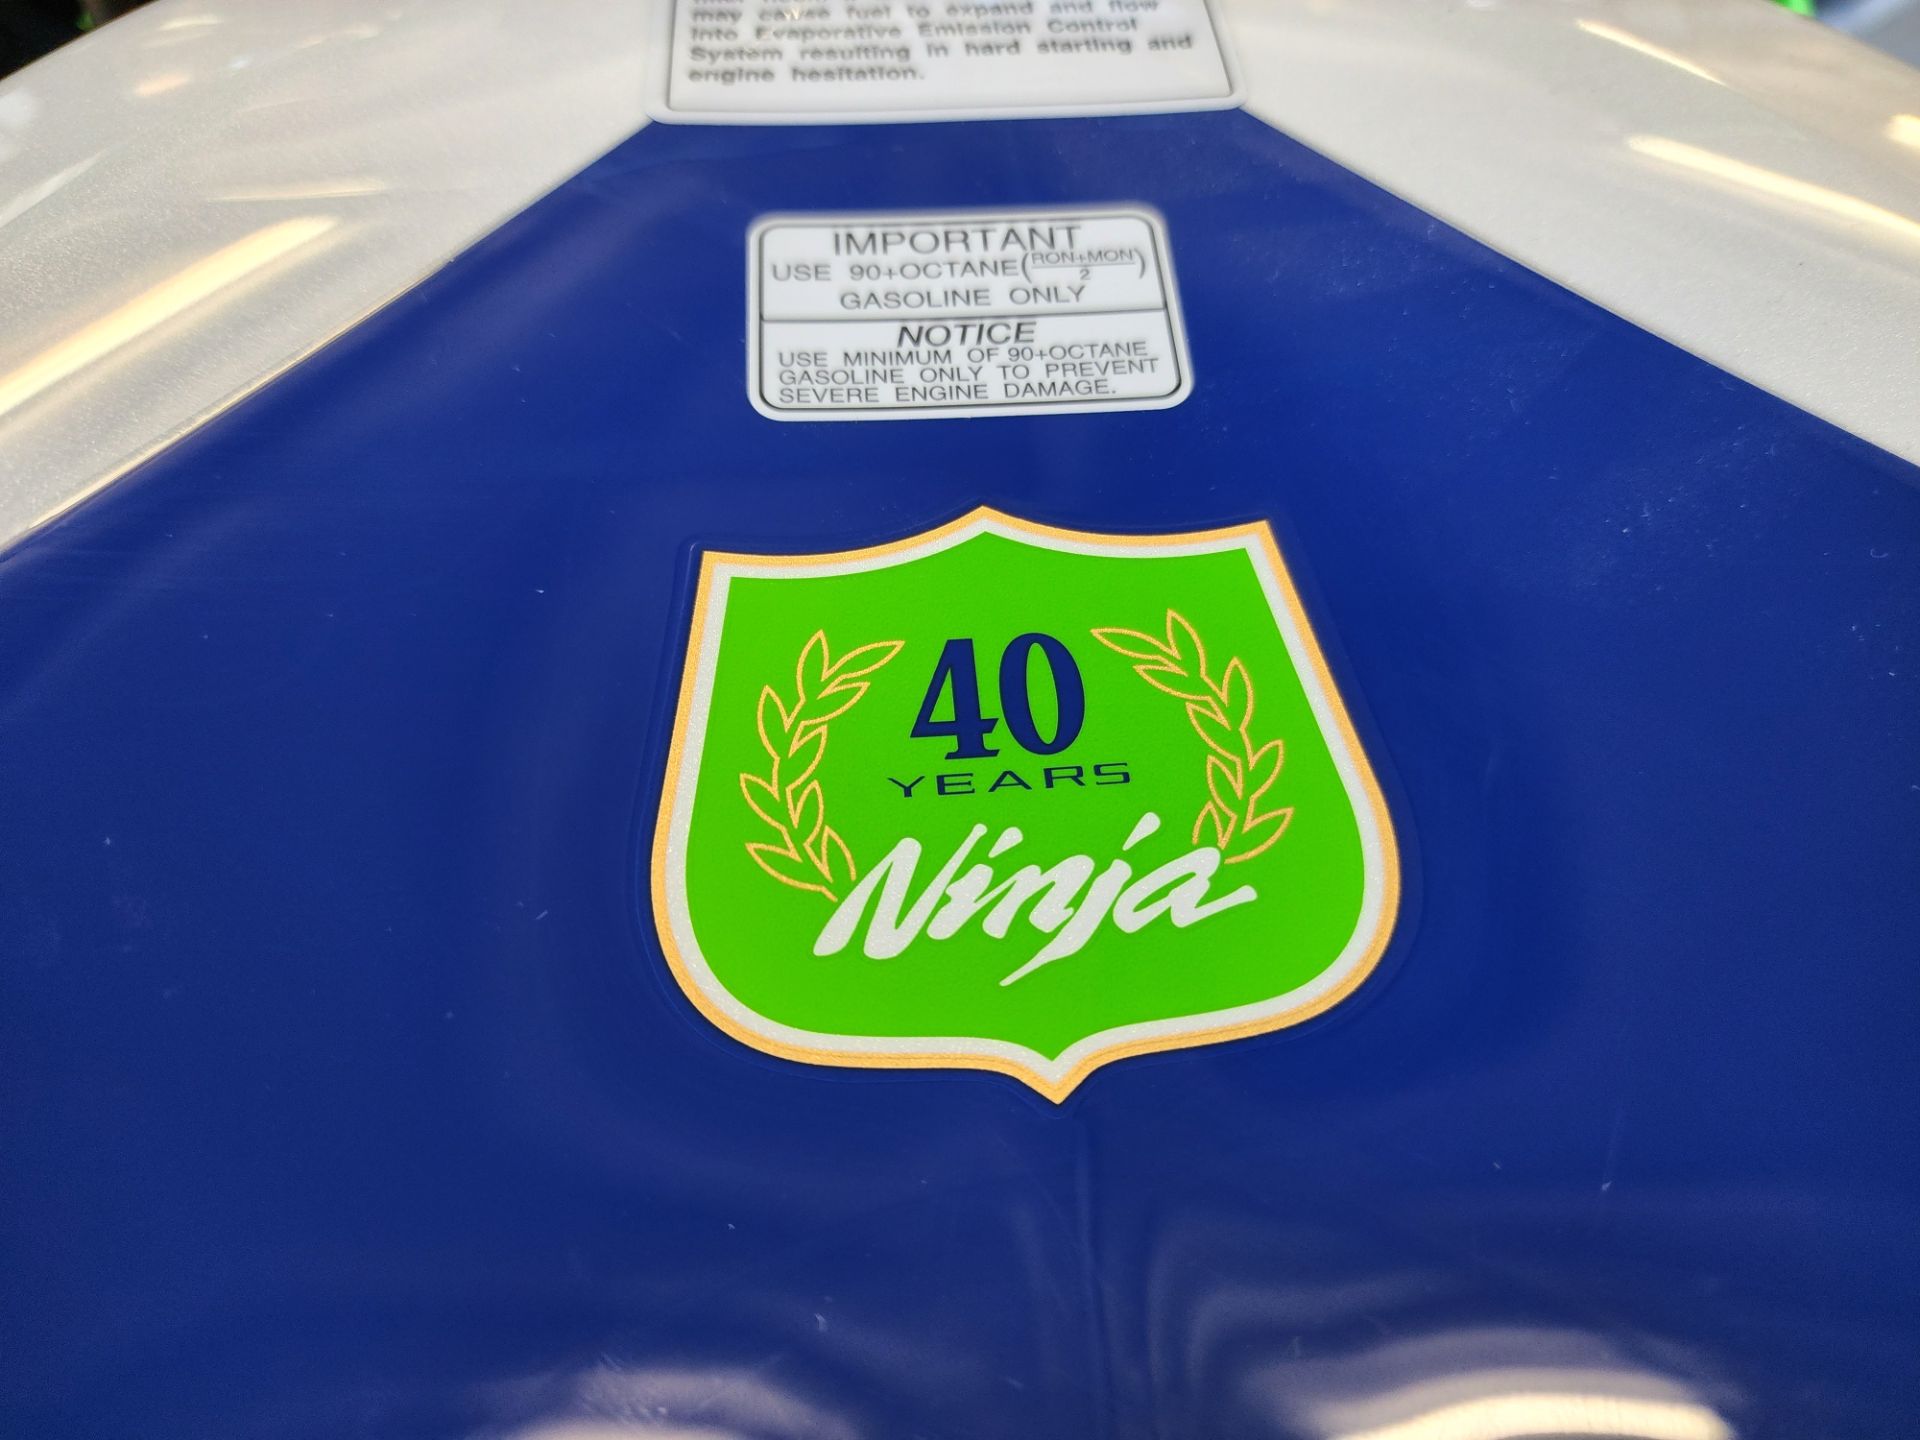 may cause fuel to expand and flow
into Evaporative Emission Control
System resulting in hard starting and
engine hesitation.
IMPORTANT
USE 90+OCTANE(RON+MON/2)
GASOLINE ONLY
NOTICE
USE MINIMUM OF 90+OCTANE
GASOLINE ONLY TO PREVENT
SEVERE ENGINE DAMAGE.
40
YEARS
Ninja